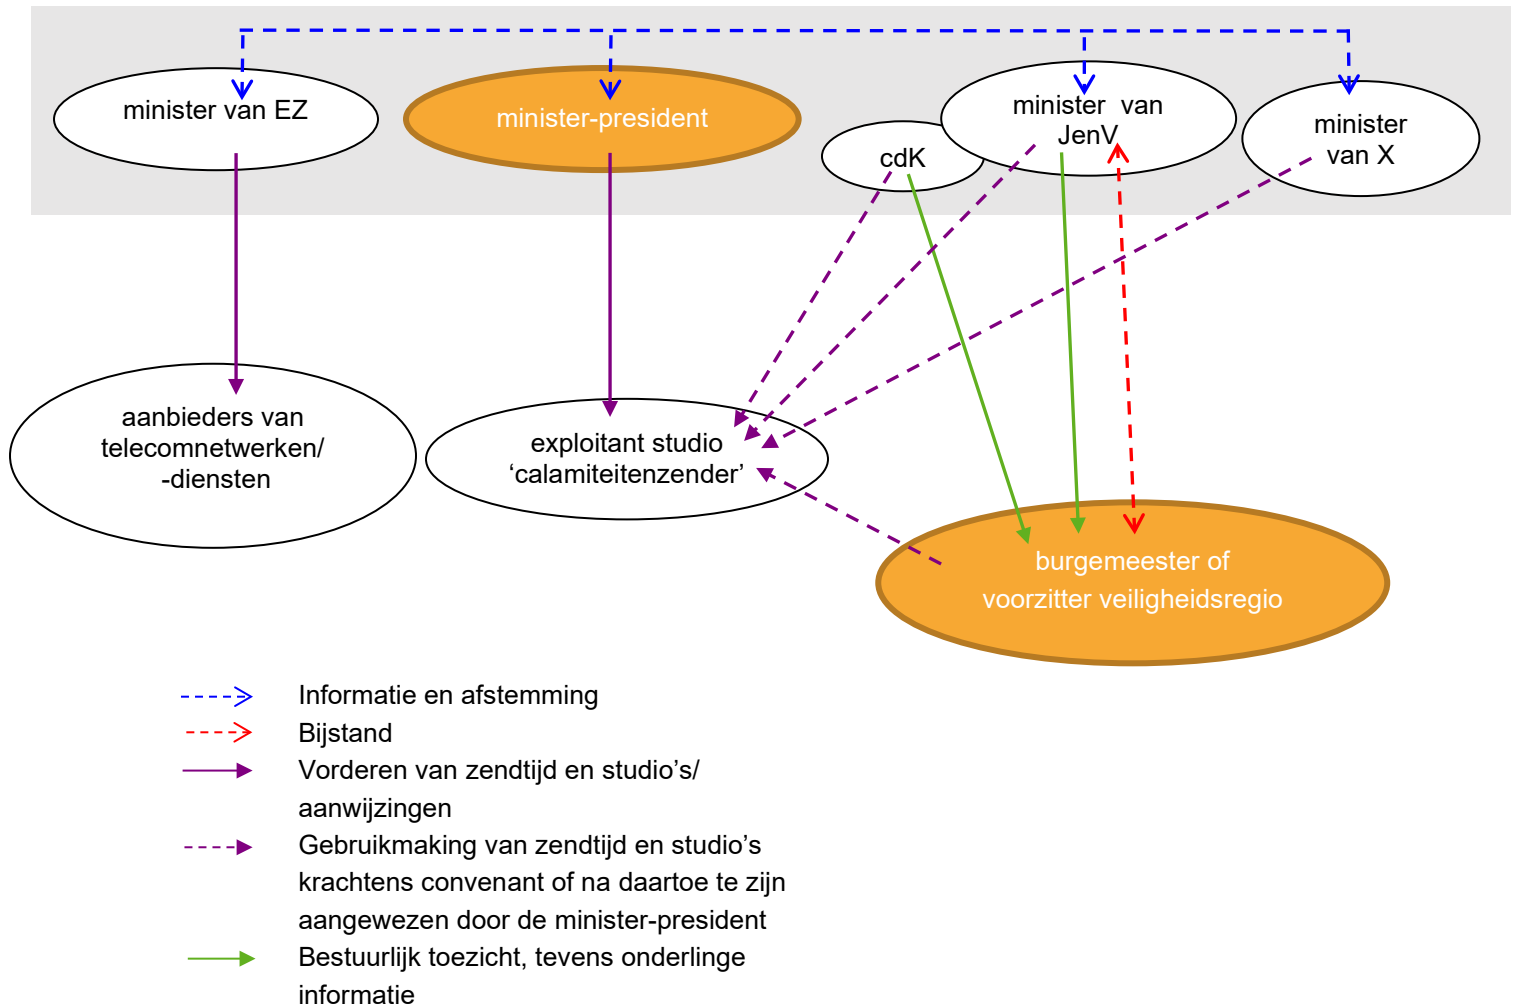 minister van EZ
minister-president
cdK
minister van
JenV
minister
van X
aanbieders van
telecomnetwerken/
-diensten
exploitant studio
‘calamiteitenzender’
burgemeester of
voorzitter veiligheidsregio
Informatie en afstemming
Bijstand
Vorderen van zendtijd en studio’s/
aanwijzingen
Gebruikmaking van zendtijd en studio’s
krachtens convenant of na daartoe te zijn
aangewezen door de minister-president
Bestuurlijk toezicht, tevens onderlinge
informatie